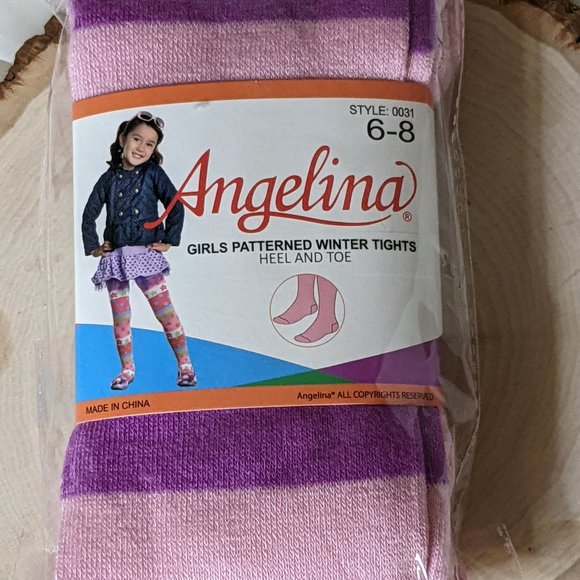 STYLE: 0031
6-8
Angelina®
GIRLS PATTERNED WINTER TIGHTS
HEEL AND TOE
Angelina® ALL COPYRIGHTS RESERVED
MADE IN CHINA